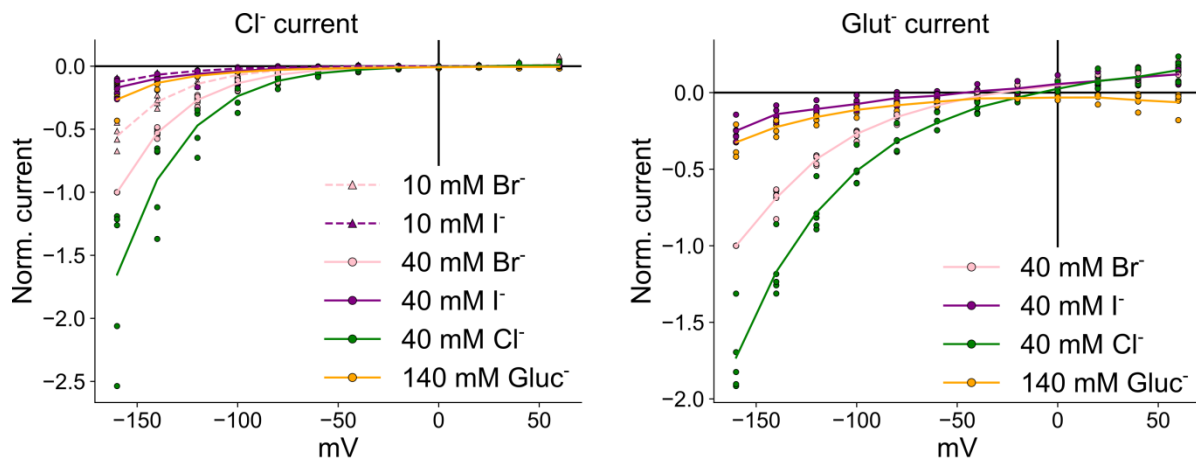 Cl⁻ current
Norm. current
0.0
−0.5
−1.0
−1.5
−2.0
−2.5
10 mM Br⁻
10 mM I⁻
40 mM Br⁻
40 mM I⁻
40 mM Cl⁻
140 mM Gluc⁻
−150 −100 −50 0 50
mV
Glut⁻ current
Norm. current
0.0
−0.5
−1.0
−1.5
−2.0
40 mM Br⁻
40 mM I⁻
40 mM Cl⁻
140 mM Gluc⁻
−150 −100 −50 0 50
mV